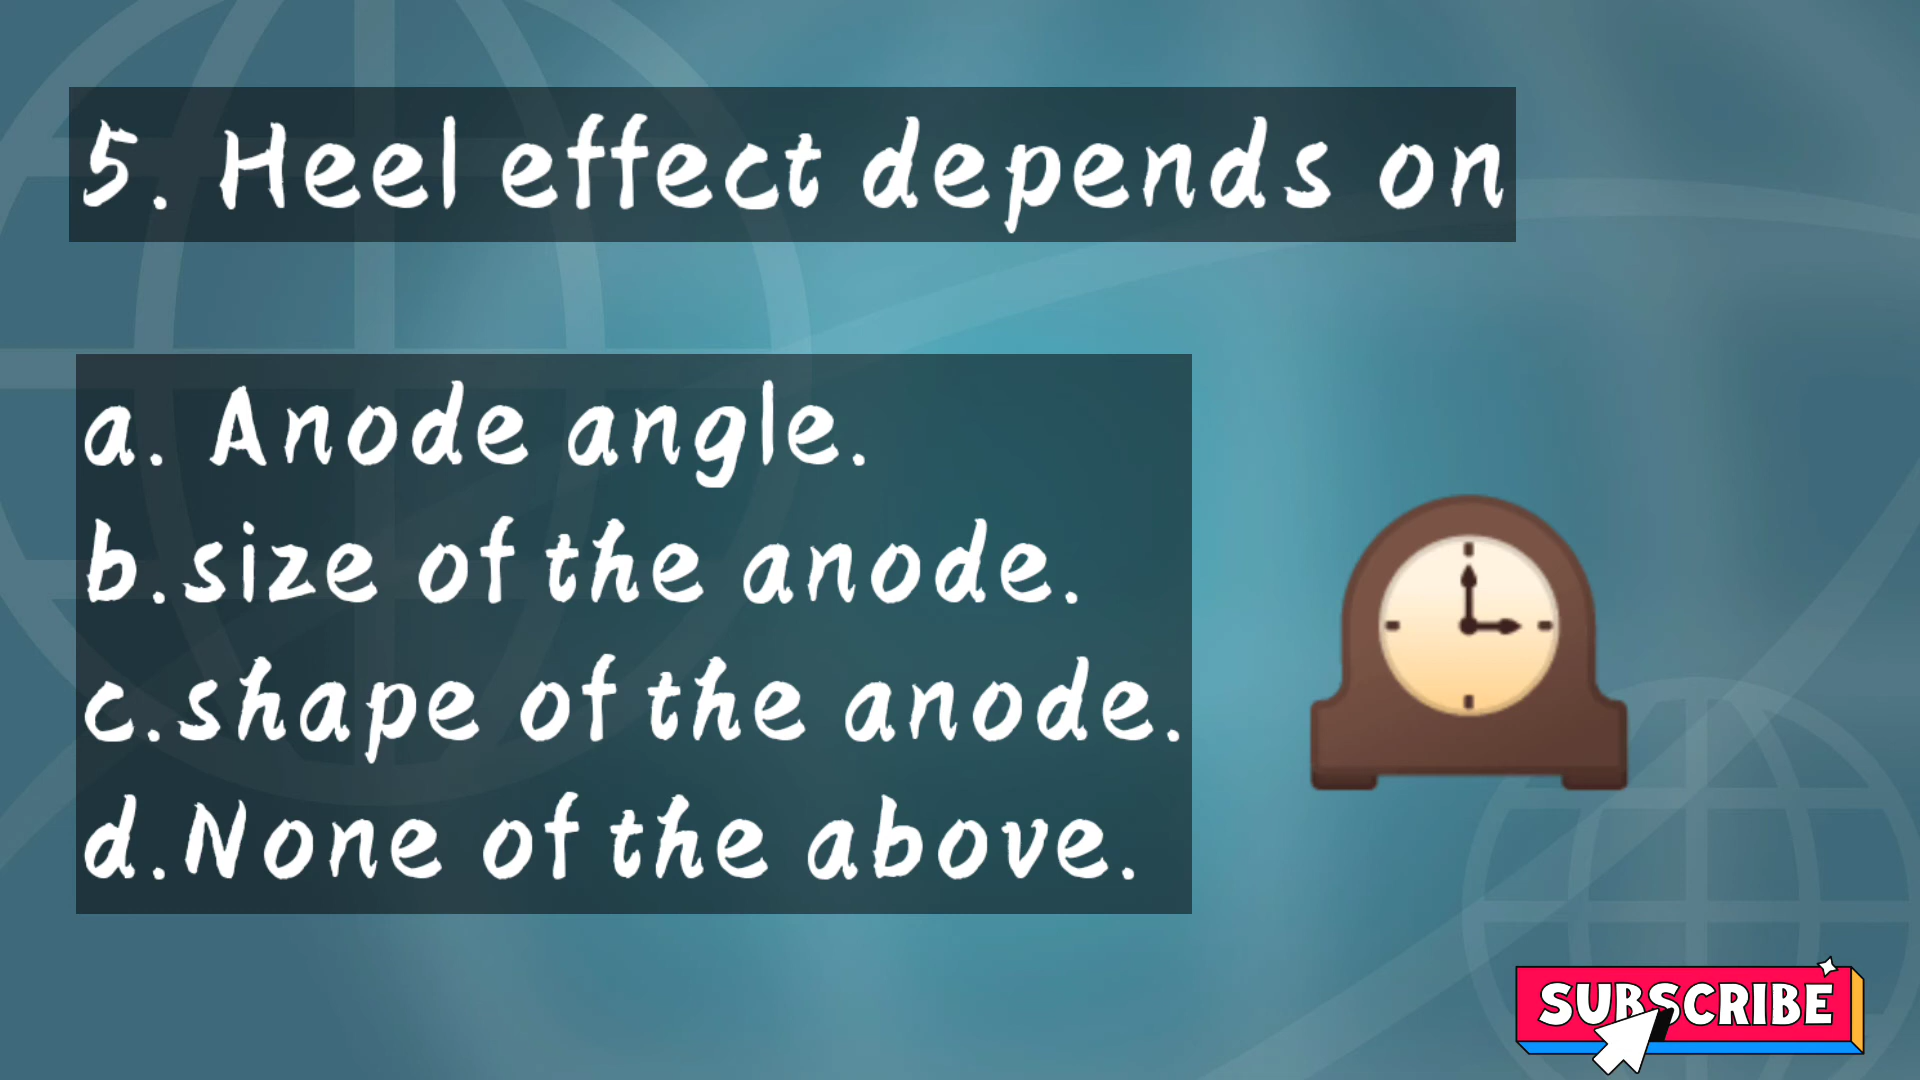 5. Heel effect depends on
a. Anode angle.
b.size of the anode.
c.shape of the anode.
d.None of the above.
SUBSCRIBE